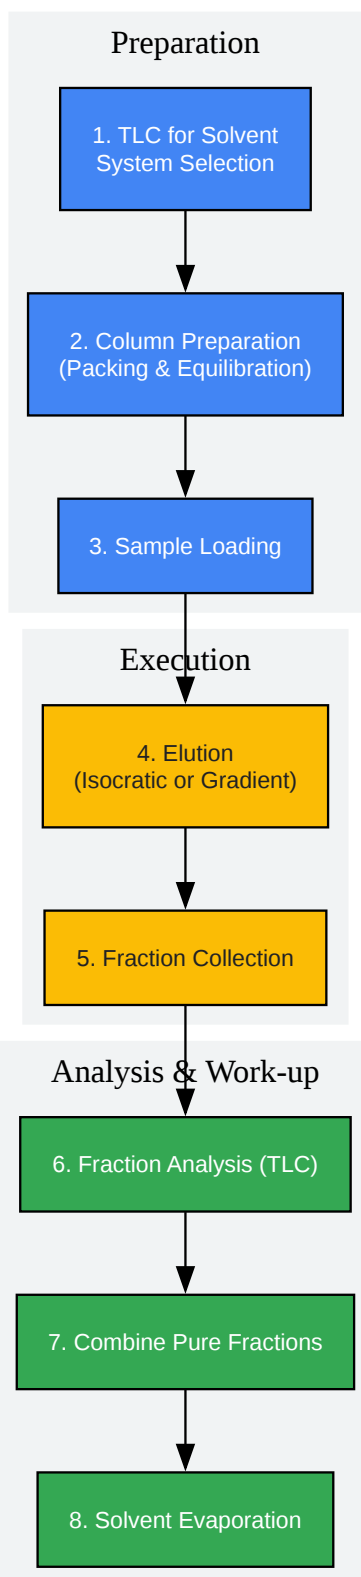 Preparation
1. TLC for Solvent
System Selection
2. Column Preparation
(Packing & Equilibration)
3. Sample Loading
Execution
4. Elution
(Isocratic or Gradient)
5. Fraction Collection
Analysis & Work-up
6. Fraction Analysis (TLC)
7. Combine Pure Fractions
8. Solvent Evaporation